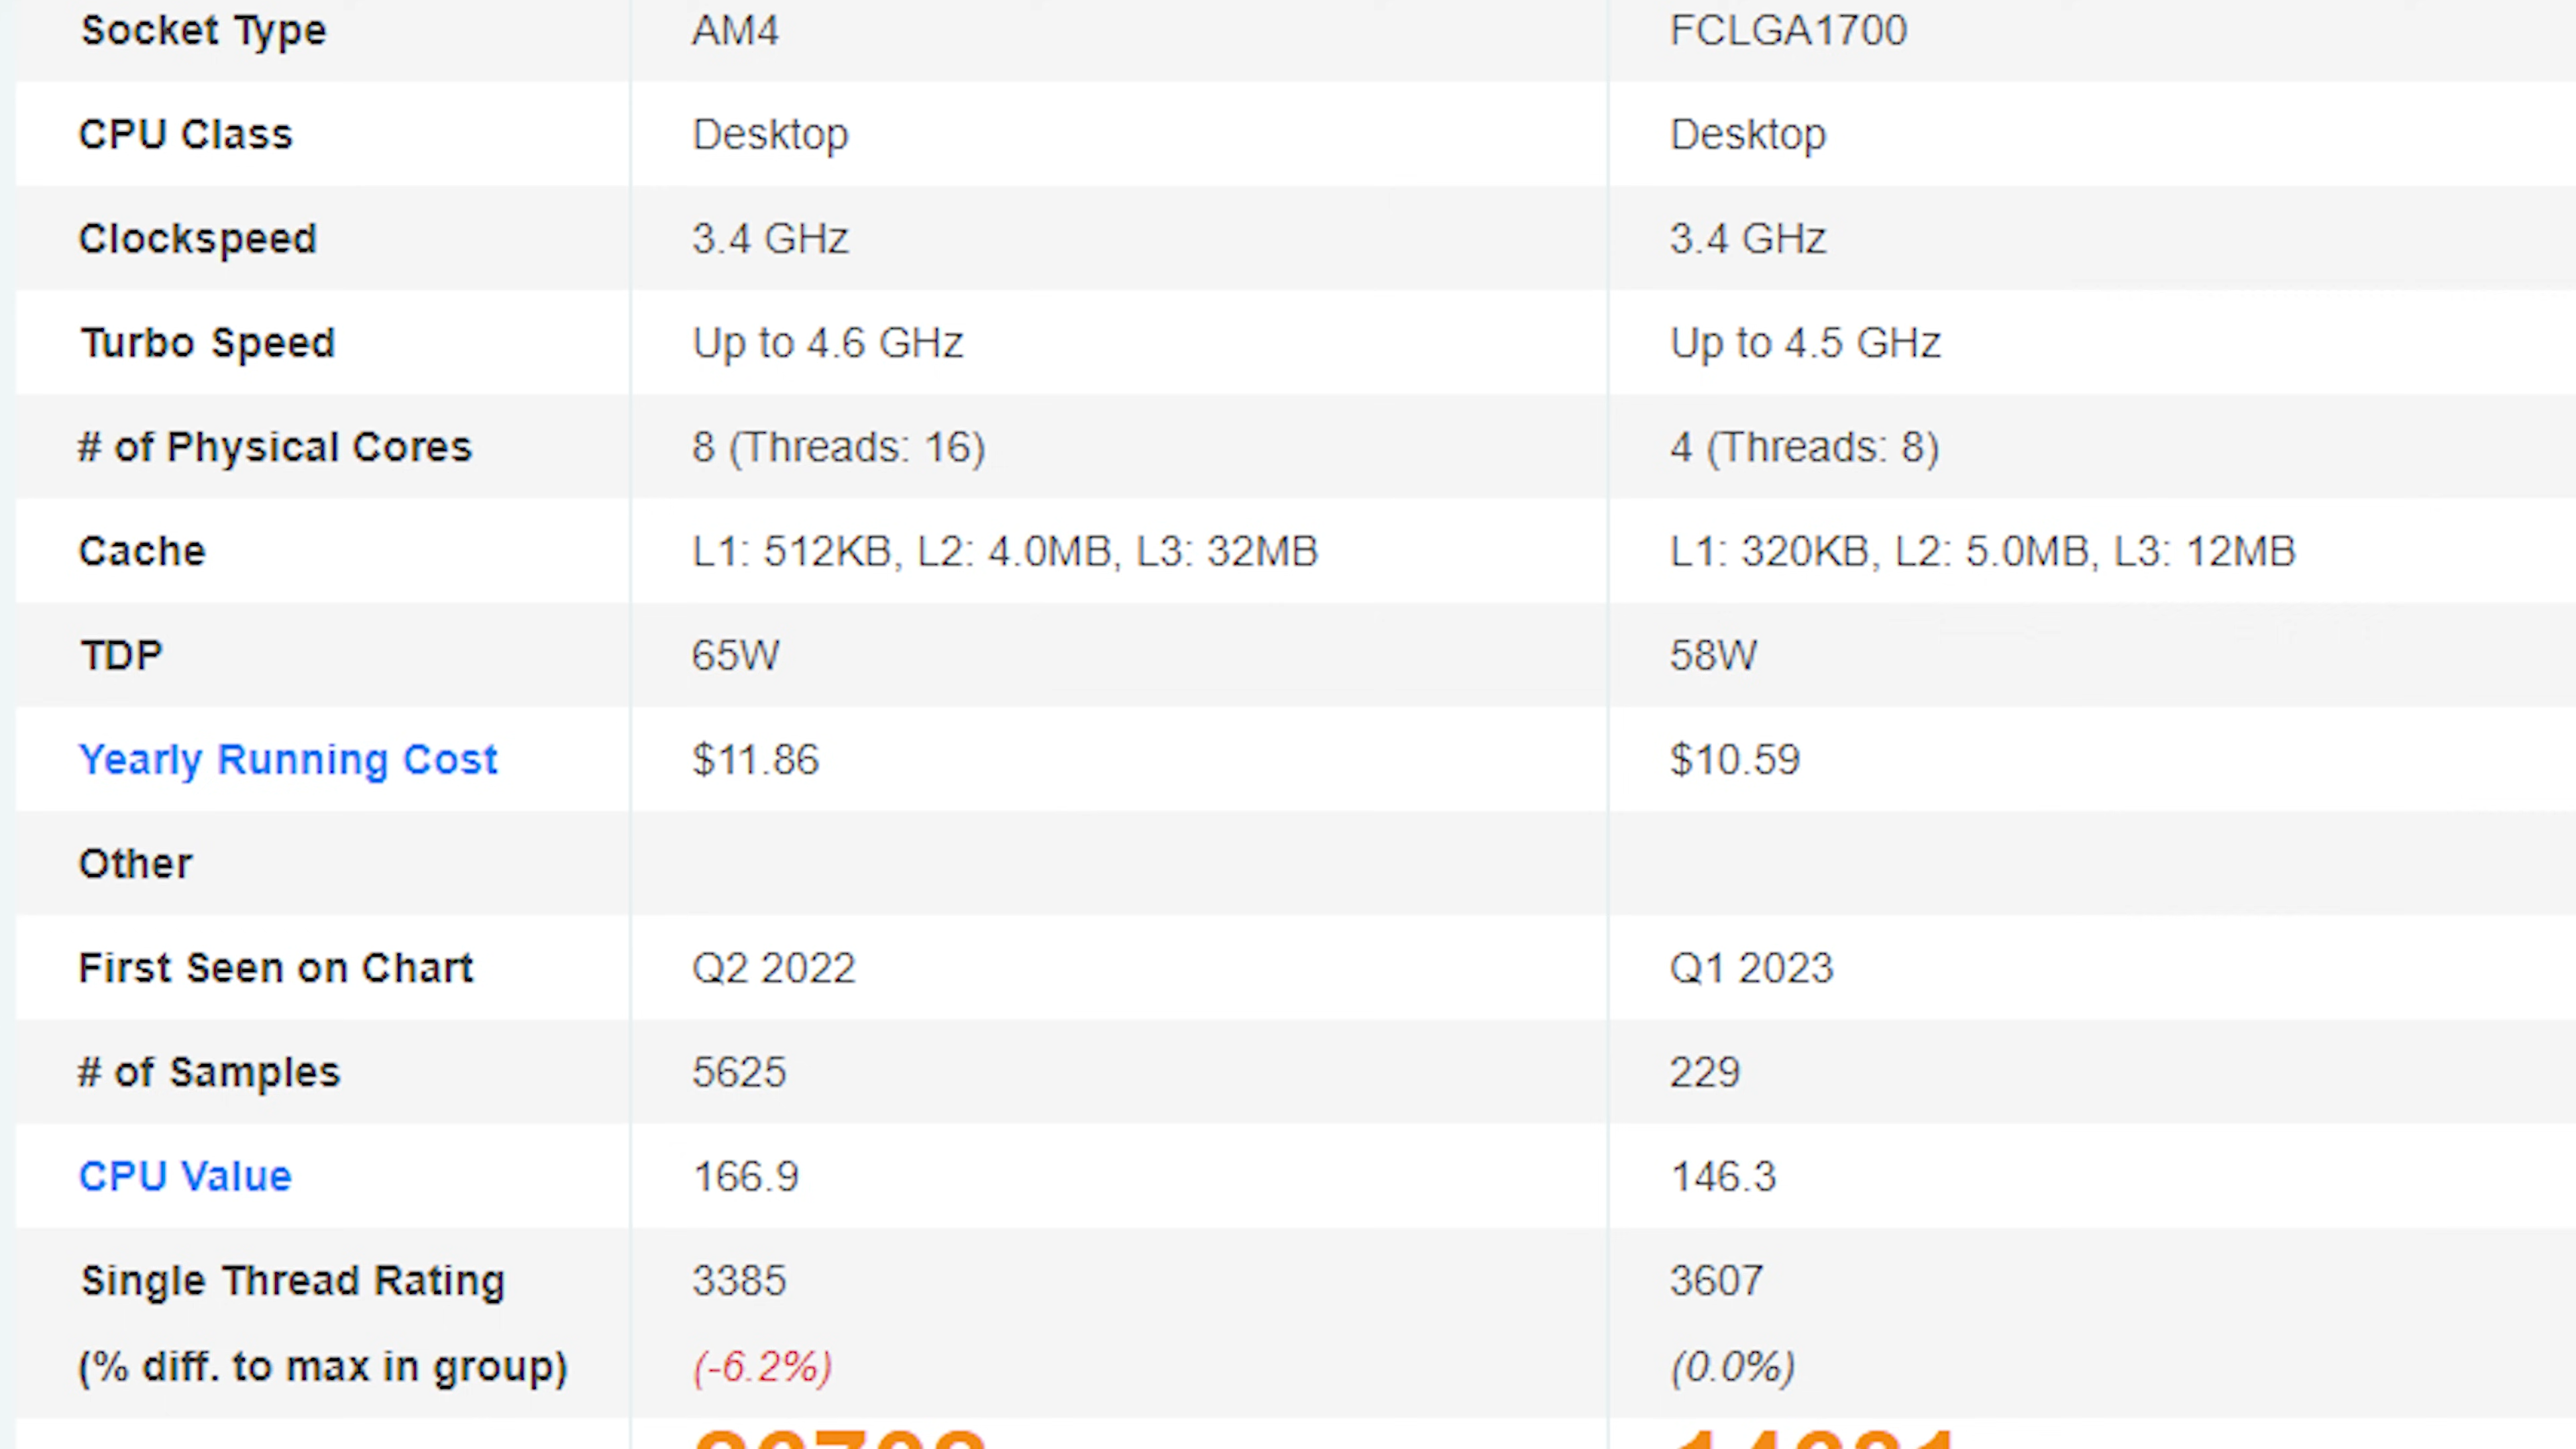 Socket Type AM4 FCLGA1700
CPU Class Desktop Desktop
Clockspeed 3.4 GHz 3.4 GHz
Turbo Speed Up to 4.6 GHz Up to 4.5 GHz
# of Physical Cores 8 (Threads: 16) 4 (Threads: 8)
Cache L1: 512KB, L2: 4.0MB, L3: 32MB L1: 320KB, L2: 5.0MB, L3: 12MB
TDP 65W 58W
Yearly Running Cost $11.86 $10.59
Other
First Seen on Chart Q2 2022 Q1 2023
# of Samples 5625 229
CPU Value 166.9 146.3
Single Thread Rating 3385 3607
(% diff. to max in group) (-6.2%) (0.0%)